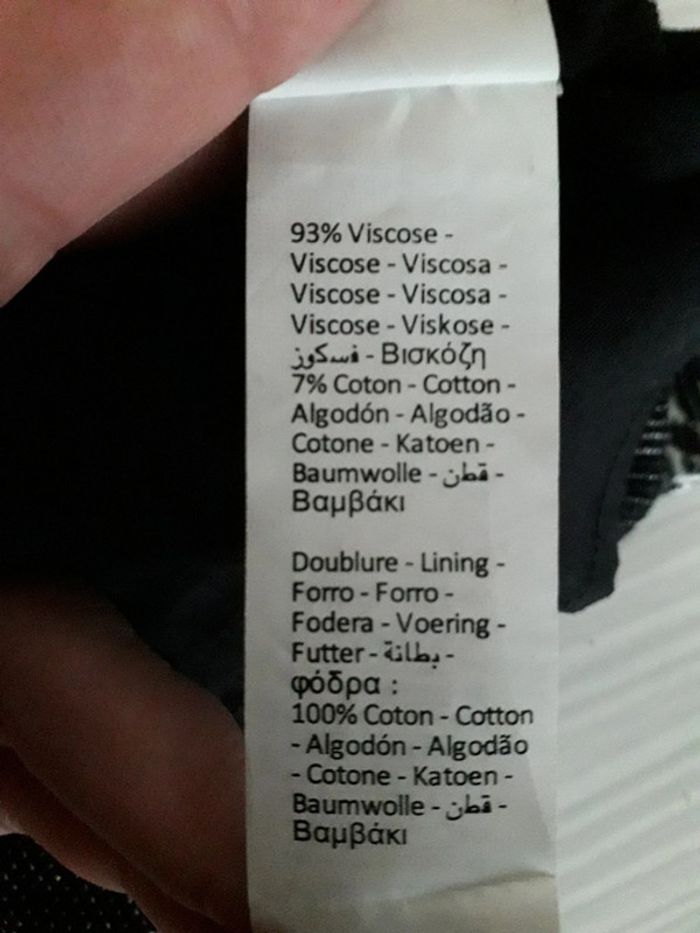 93% Viscose -
Viscose - Viscosa -
Viscose - Viscosa -
Viscose - Viskose -
فسكوز - Βισκόζη
7% Coton - Cotton -
Algodón - Algodão -
Cotone - Katoen -
Baumwolle - قطن -
Βαμβάκι
Doublure - Lining -
Forro - Forro -
Fodera - Voering -
Futter - بطانة -
φόδρα :
100% Coton - Cotton
- Algodón - Algodão
- Cotone - Katoen -
Baumwolle - قطن -
Βαμβάκι